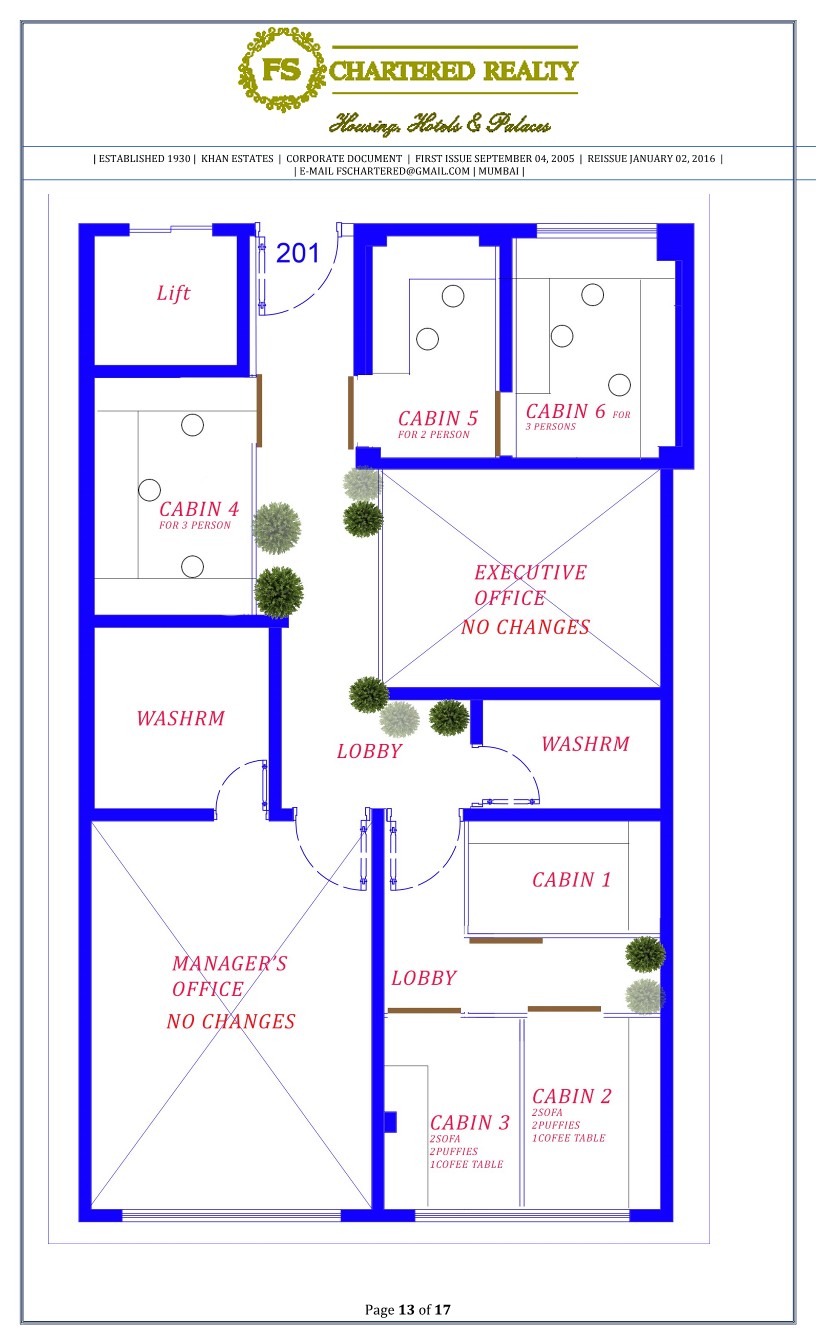 FS CHARTERED REALTY
Housing, Hotels & Palaces
| ESTABLISHED 1930 | KHAN ESTATES | CORPORATE DOCUMENT | FIRST ISSUE SEPTEMBER 04, 2005 | REISSUE JANUARY 02, 2016 |
| E-MAIL FSCHARTERED@GMAIL.COM | MUMBAI |
201
Lift
CABIN 5
FOR 2 PERSON
CABIN 6 FOR
3 PERSONS
CABIN 4
FOR 3 PERSON
EXECUTIVE
OFFICE
NO CHANGES
WASHRM
LOBBY
WASHRM
CABIN 1
MANAGER'S
OFFICE
NO CHANGES
LOBBY
CABIN 3
2SOFA
2PUFFIES
1COFEE TABLE
CABIN 2
2SOFA
2PUFFIES
1COFEE TABLE
Page 13 of 17